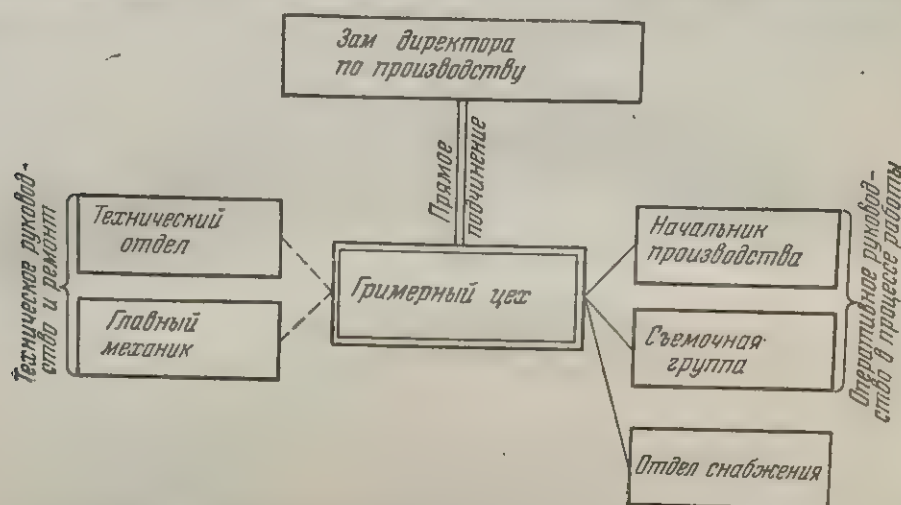 Зам директора
по производству
Прямое
подчинение
Техническое руковод-
ство и ремонт
Технический
отдел
Главный
механик
Гримерный цех
Начальник
производства
Съемочная
группа
Отдел снабжения
Оперативное руковод-
ство в процессе работы